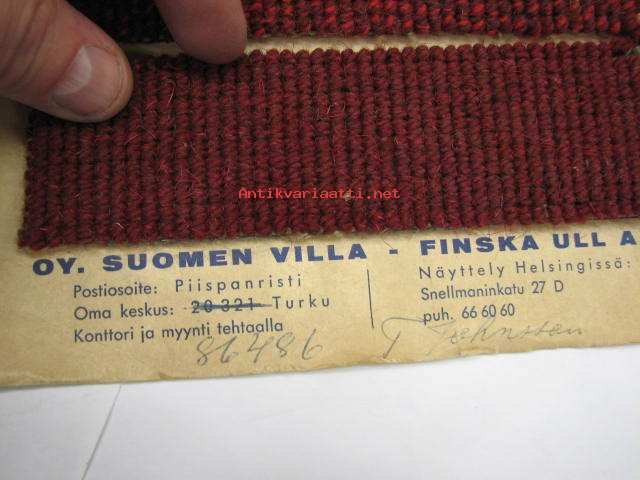 Antikvariaatti.net
OY. SUOMEN VILLA - FINSKA ULL A
Postiosoite: Piispanristi
Oma keskus: 20 321 Turku
Konttori ja myynti tehtaalla
86486
Näyttely Helsingissä:
Snellmaninkatu 27 D
puh. 66 60 60